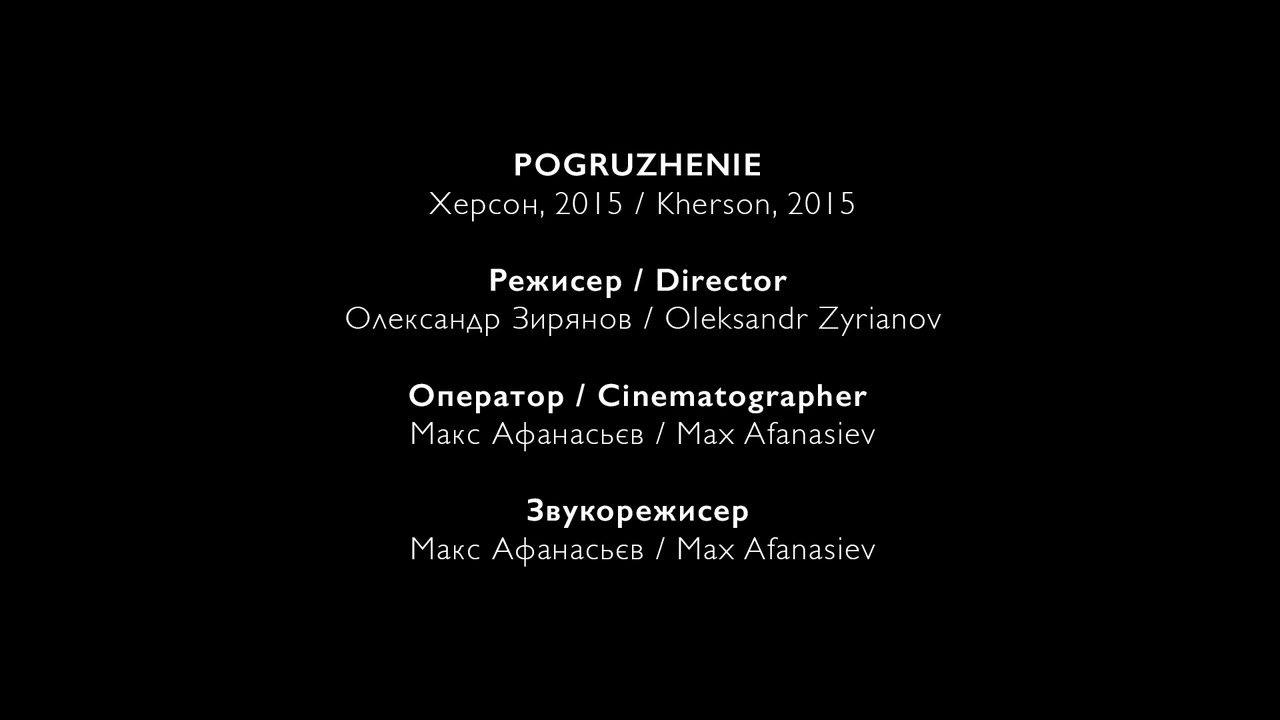 POGRUZHENIE
Херсон, 2015 / Kherson, 2015
Режисер / Director
Олександр Зирянов / Oleksandr Zyrianov
Оператор / Cinematographer
Макс Афанасьєв / Max Afanasiev
Звукорежисер
Макс Афанасьєв / Max Afanasiev